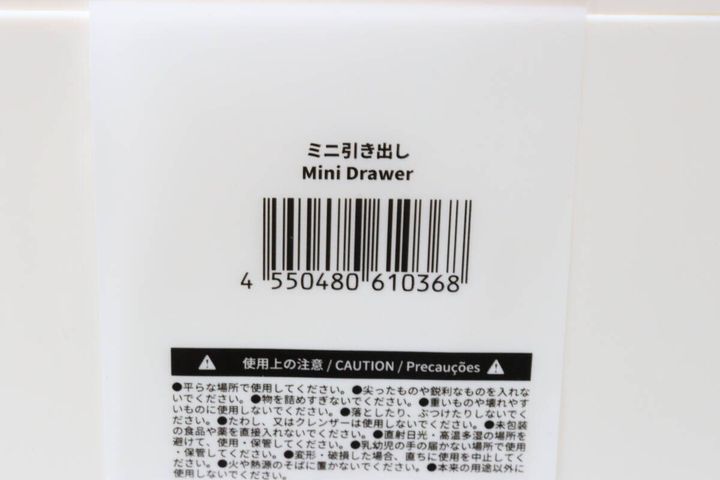 ミニ引き出し
Mini Drawer
4 550480 610368
使用上の注意 / CAUTION / Precauções
●平らな場所で使用してください。●尖ったものや鋭利なものを入れな
いでください。●物を詰めすぎないでください。●重いものや壊れやす
いものに使用しないでください。●落としたり、ぶつけたりしないでく
ださい。●たわし、又はクレンザーは使用しないでください。●未包装
の食品や薬を直接入れないでください。●直射日光・高温多湿の場所を
避けて、使用・保管してください。●乳幼児の手の届かない場所で使用
・保管してください。●変形・破損した場合、直ちに使用を中止してく
ださい。●火や熱源のそばに置かないでください。●本来の用途以外に
使用しないでください。